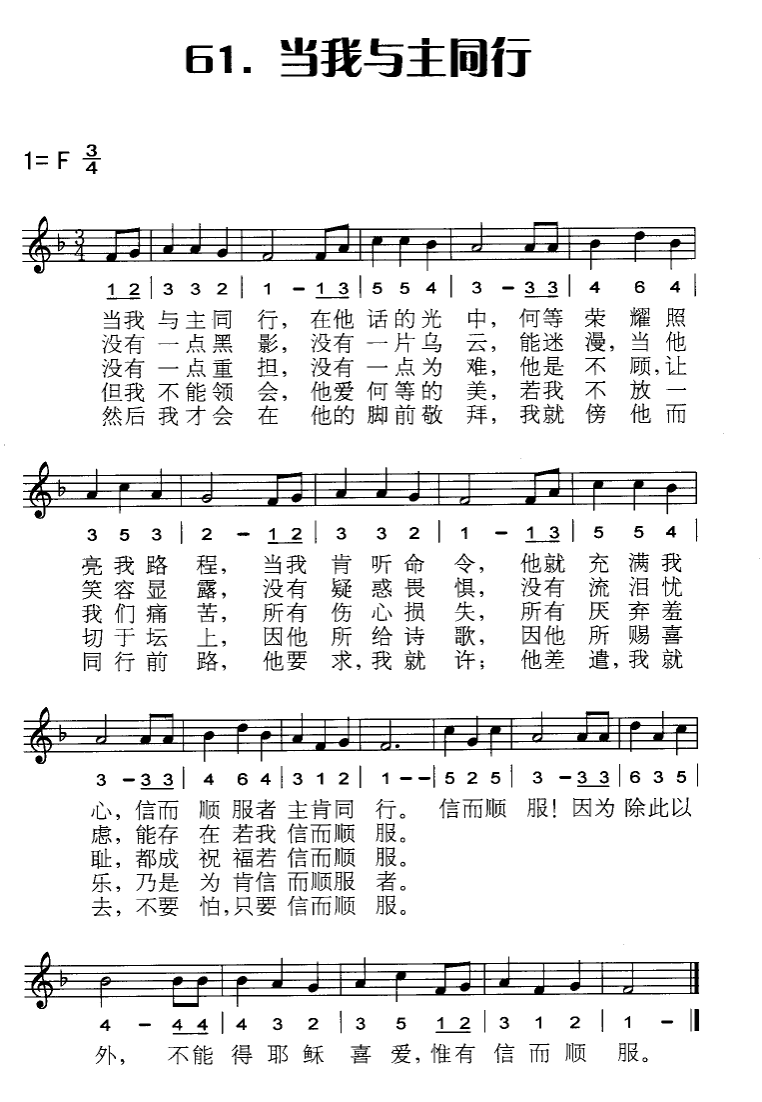 61. 当我与主同行
1= F 3/4
1 2 | 3 3 2 | 1 – 1 3 | 5 5 4 | 3 – 3 3 | 4 6 4 |
当我 与主同 行，在他 话的光 中，何等 荣耀照
没有 一点黑 影，没有 一片乌 云，能迷 漫，当他
没有 一点重 担，没有 一点为 难，他是 不顾，让
但我 不能领 会，他爱 何等的 美，若我 不放一
然后 我才会 在 他的 脚前敬 拜，我就 傍他而
3 5 3 | 2 – 1 2 | 3 3 2 | 1 – 1 3 | 5 5 4 |
亮我路 程，当我 肯听命 令，他就 充满我
笑容显 露，没有 疑惑畏 惧，没有 流泪忧
我们痛 苦，所有 伤心损 失，所有 厌弃羞
切于坛 上，因他 所给诗 歌，因他 所赐喜
同行前 路，他要 求，我就 许；他差 遣，我就
3 – 3 3 | 4 6 4 | 3 1 2 | 1 – – | 5 2 5 | 3 – 3 3 | 6 3 5 |
心，信而 顺服者 主肯同 行。 信而顺 服！因为 除此以
虑，能存 在若我 信而顺 服。
耻，都成 祝福若 信而顺 服。
乐，乃是 为肯信 而顺服 者。
去，不要 怕，只要 信而顺 服。
4 – 4 4 | 4 3 2 | 3 5 1 2 | 3 1 2 | 1 – ‖
外，不能 得耶稣 喜爱，惟有 信而顺 服。